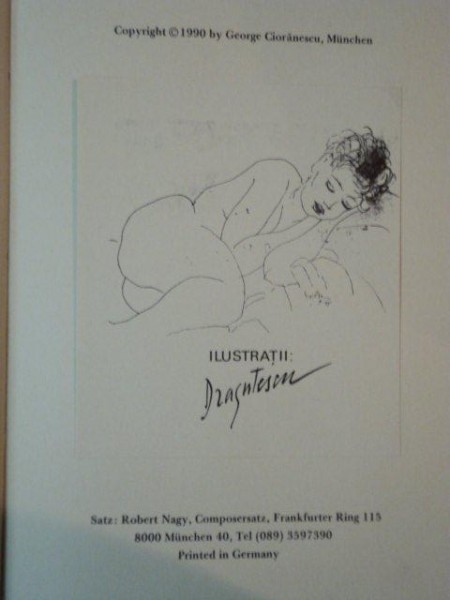 Copyright © 1990 by George Ciorănescu, München
ILUSTRAȚII:
Dragutescu
Satz: Robert Nagy, Composersatz, Frankfurter Ring 115
8000 München 40, Tel (089) 3597390
Printed in Germany